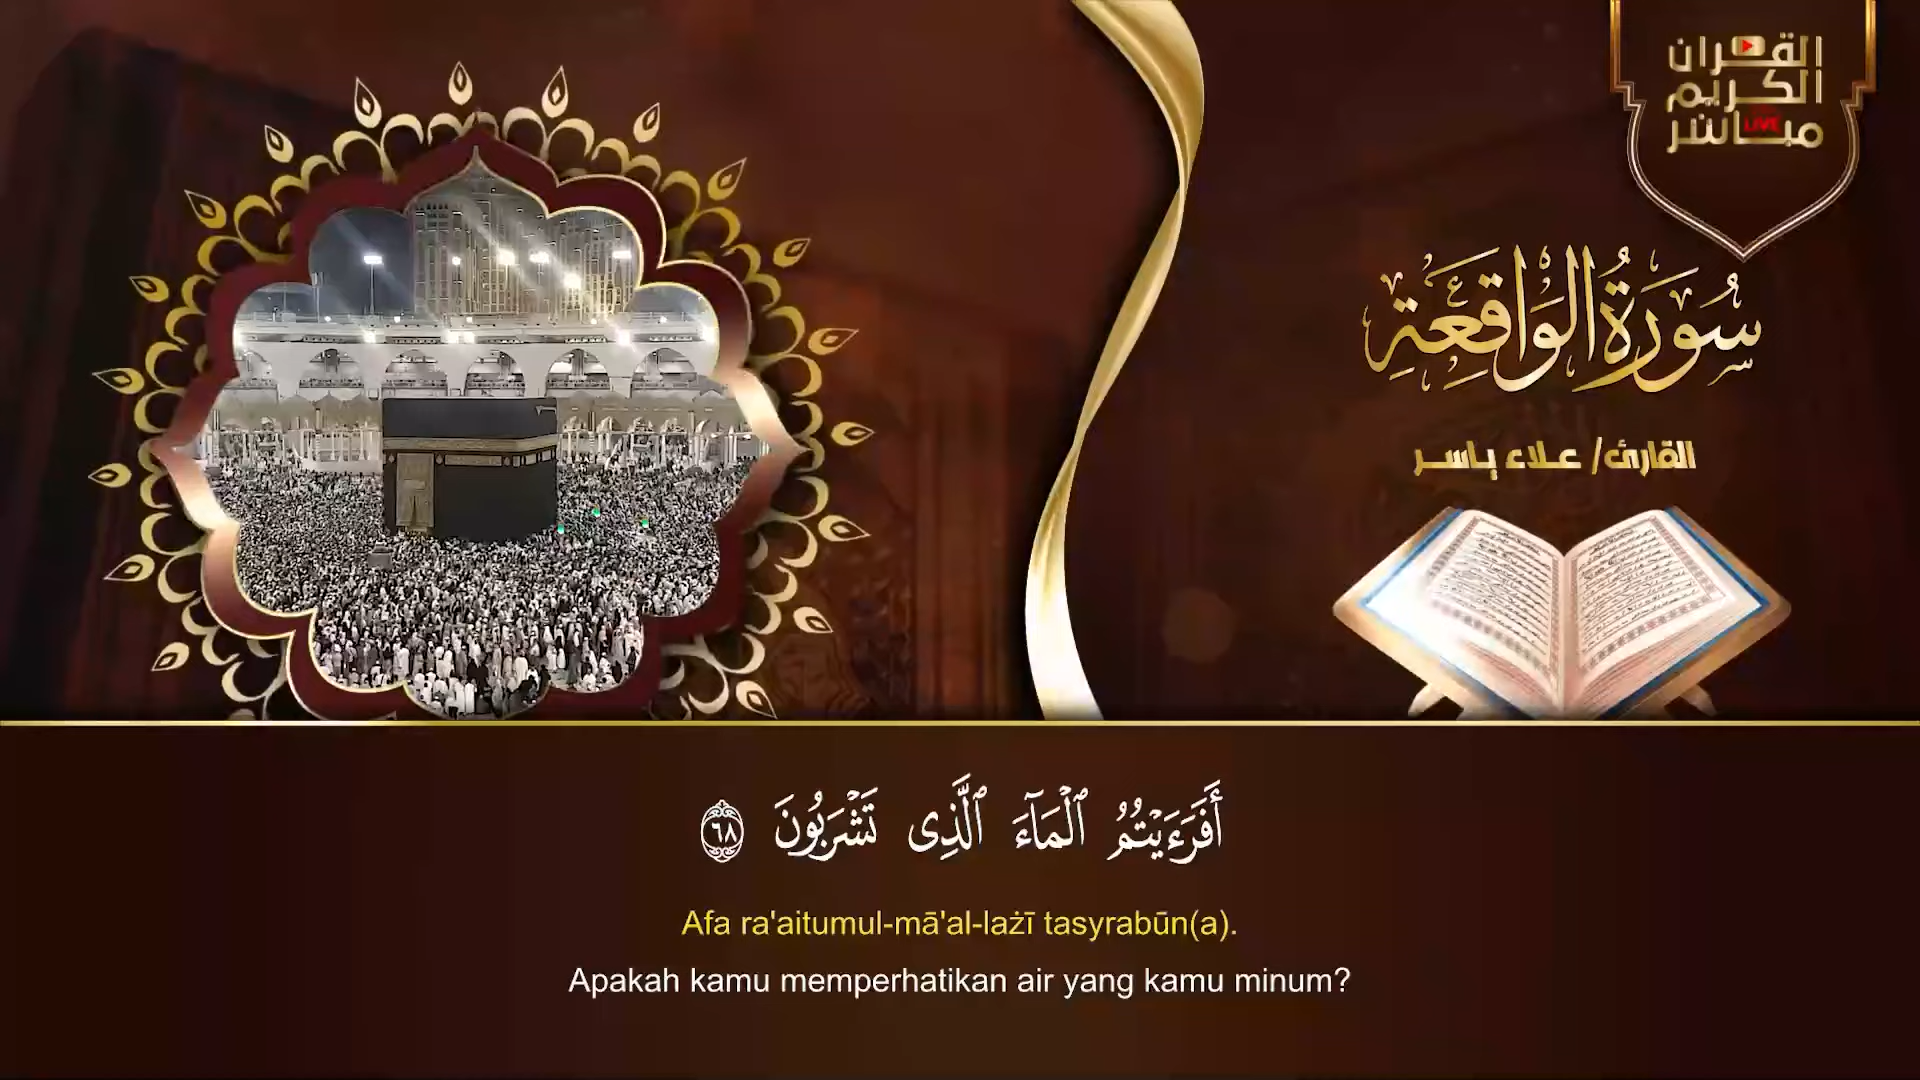 القرآن
الكريم
مباشر
LIVE
سُورَةُ الوَاقِعَةِ
القارئ/ علاء ياسر
أَفَرَءَيْتُمُ ٱلْمَآءَ ٱلَّذِى تَشْرَبُونَ ٦٨
Afa ra'aitumul-mā'al-lażī tasyrabūn(a).
Apakah kamu memperhatikan air yang kamu minum?